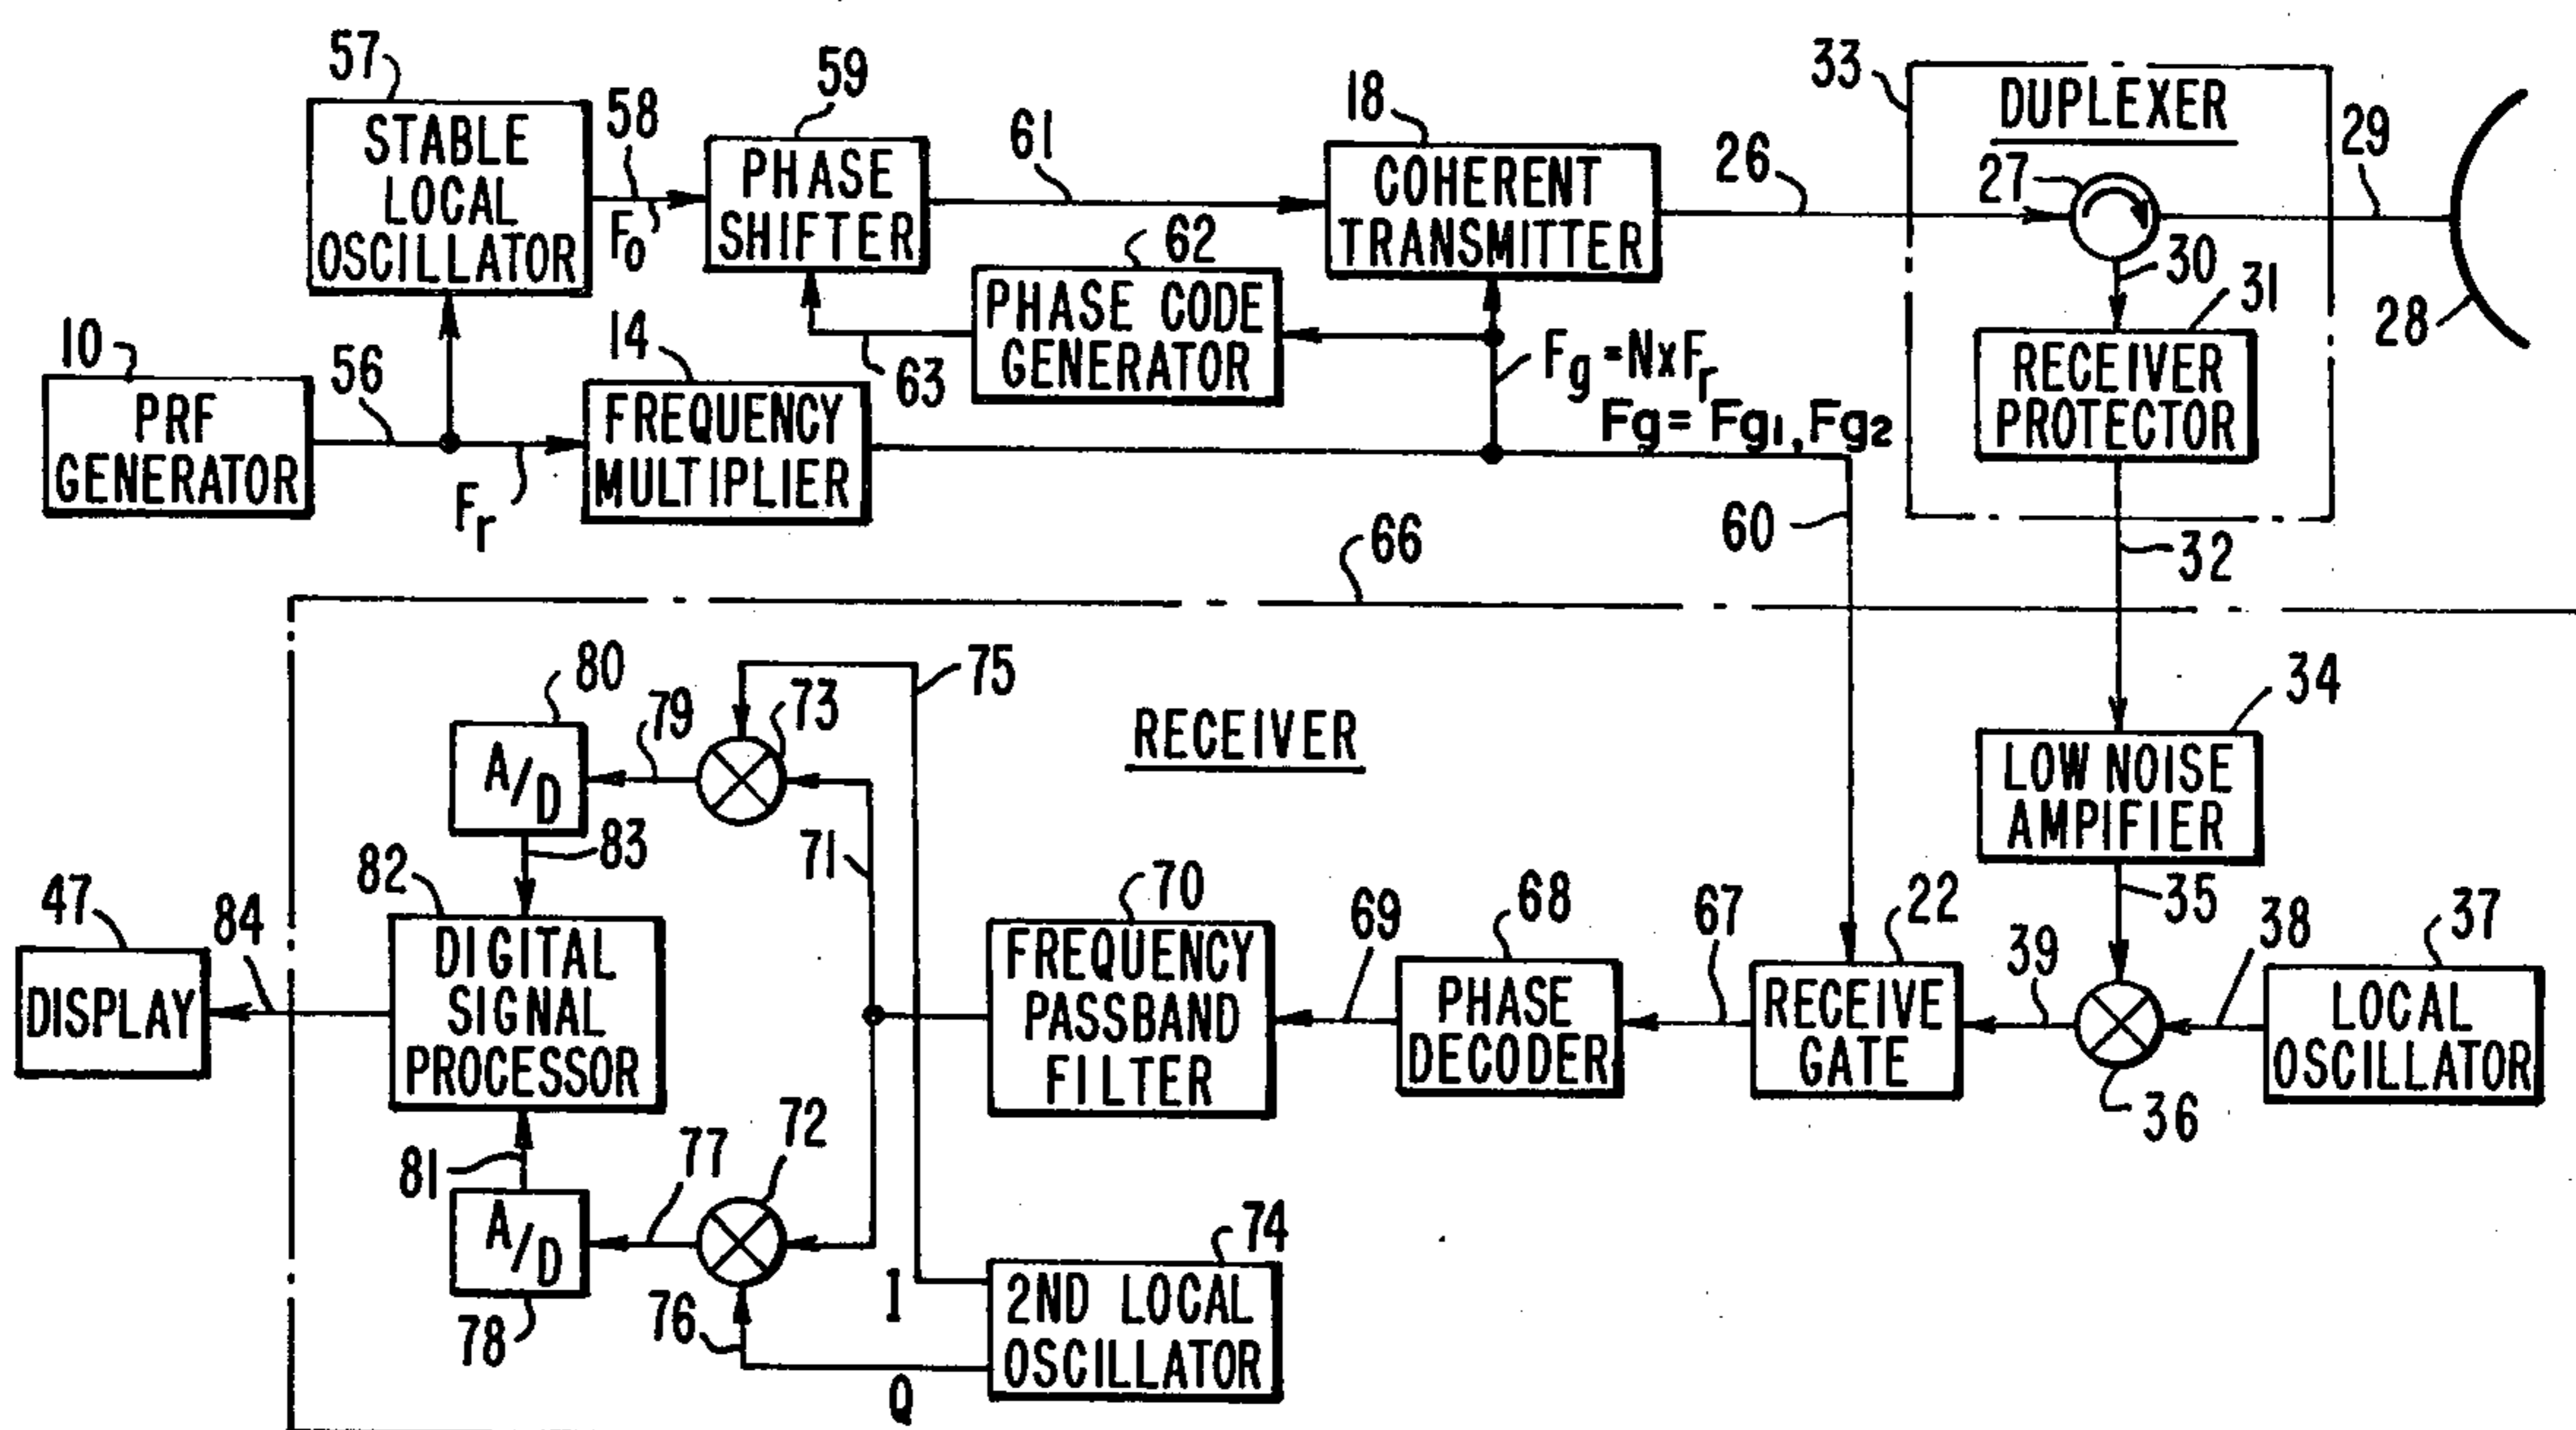 57
STABLE
LOCAL
OSCILLATOR
58
F0
59
PHASE
SHIFTER
61
18
COHERENT
TRANSMITTER
26
33
DUPLEXER
27
29
28
30
31
RECEIVER
PROTECTOR
32
10
PRF
GENERATOR
56
Fr
14
FREQUENCY
MULTIPLIER
62
PHASE CODE
GENERATOR
63
Fg=NxFr
Fg= Fg1,Fg2
60
66
RECEIVER
34
LOW NOISE
AMPIFIER
35
36
37
LOCAL
OSCILLATOR
38
39
22
RECEIVE
GATE
67
68
PHASE
DECODER
69
70
FREQUENCY
PASSBAND
FILTER
71
75
73
79
80
A/D
83
82
DIGITAL
SIGNAL
PROCESSOR
84
47
DISPLAY
81
A/D
78
77
72
76
I
Q
74
2ND LOCAL
OSCILLATOR